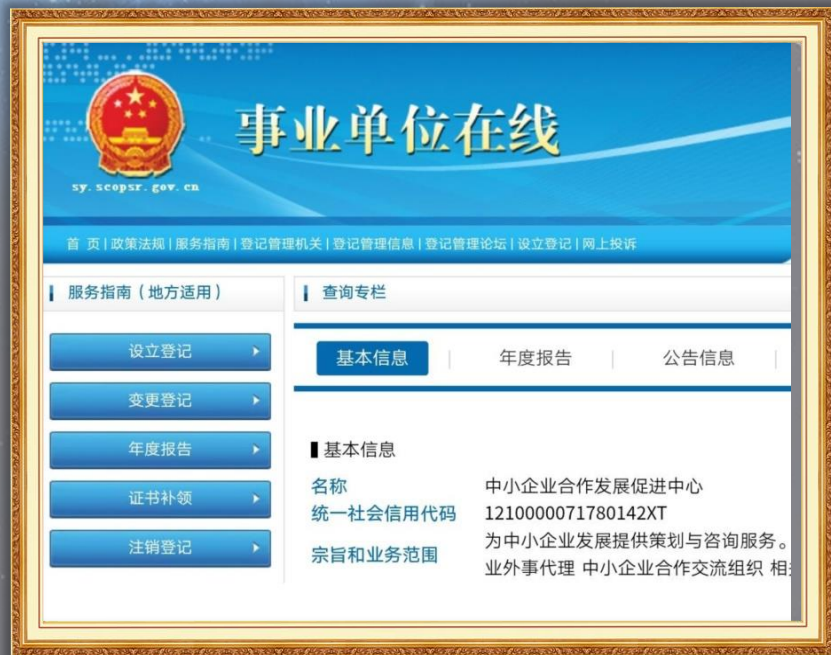 事业单位在线
sy.scopsr.gov.cn
首 页 | 政策法规 | 服务指南 | 登记管理机关 | 登记管理信息 | 登记管理论坛 | 设立登记 | 网上投诉
服务指南（地方适用）
设立登记
变更登记
年度报告
证书补领
注销登记
查询专栏
基本信息 | 年度报告 | 公告信息 |
基本信息
名称 中小企业合作发展促进中心
统一社会信用代码 1210000071780142XT
宗旨和业务范围 为中小企业发展提供策划与咨询服务。
业外事代理 中小企业合作交流组织 相